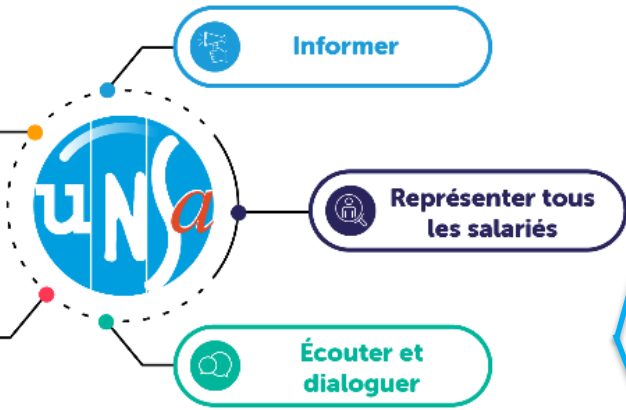 Informer
uNSa
Représenter tous
les salariés
Écouter et
dialoguer